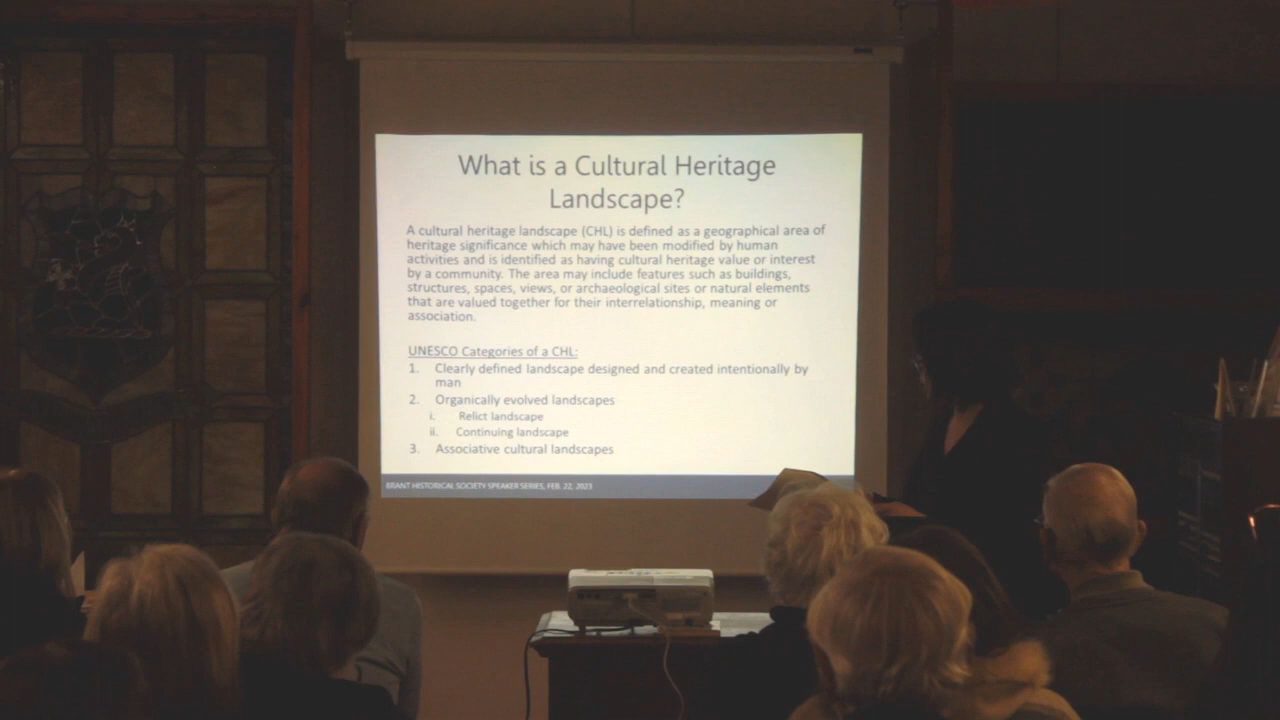 What is a Cultural Heritage
Landscape?
A cultural heritage landscape (CHL) is defined as a geographical area of
heritage significance which may have been modified by human
activities and is identified as having cultural heritage value or interest
by a community. The area may include features such as buildings,
structures, spaces, views, or archaeological sites or natural elements
that are valued together for their interrelationship, meaning or
association.
UNESCO Categories of a CHL:
1. Clearly defined landscape designed and created intentionally by
man
2. Organically evolved landscapes
i. Relict landscape
ii. Continuing landscape
3. Associative cultural landscapes
BRANT HISTORICAL SOCIETY SPEAKER SERIES, FEB. 22, 2023